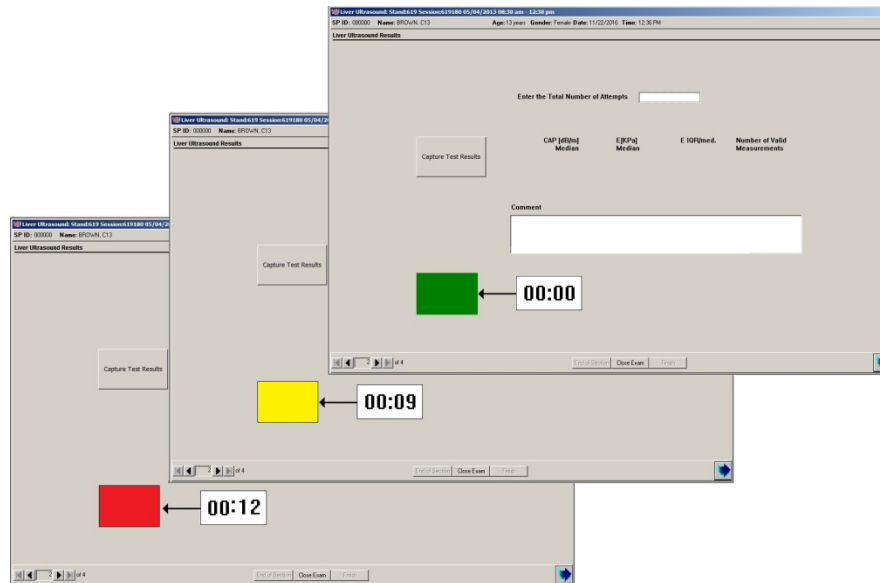 Liver Ultrasound: Stand:619 Session:619180 05/04/2013 08:30 am - 12:30 pm
SP ID: 000000 Name: BROWN, C13 Age: 13 years Gender: Female Date: 11/22/2016 Time: 12:36 PM
Liver Ultrasound Results
Enter the Total Number of Attempts
Capture Test Results
CAP [dB/m] Median
E[KPa] Median
E IQR/med.
Number of Valid Measurements
Comment
00:00
2 of 4
End of Section Close Exam Finish
Liver Ultrasound: Stand:619 Session:619180 05/04/2
SP ID: 000000 Name: BROWN, C13
Liver Ultrasound Results
Capture Test Results
00:09
2 of 4
End of Section Close Exam Finish
Liver Ultrasound: Stand:619 Session:619180 05/04/2
SP ID: 000000 Name: BROWN, C13
Liver Ultrasound Results
Capture Test Results
00:12
2 of 4
End of Section Close Exam Finish